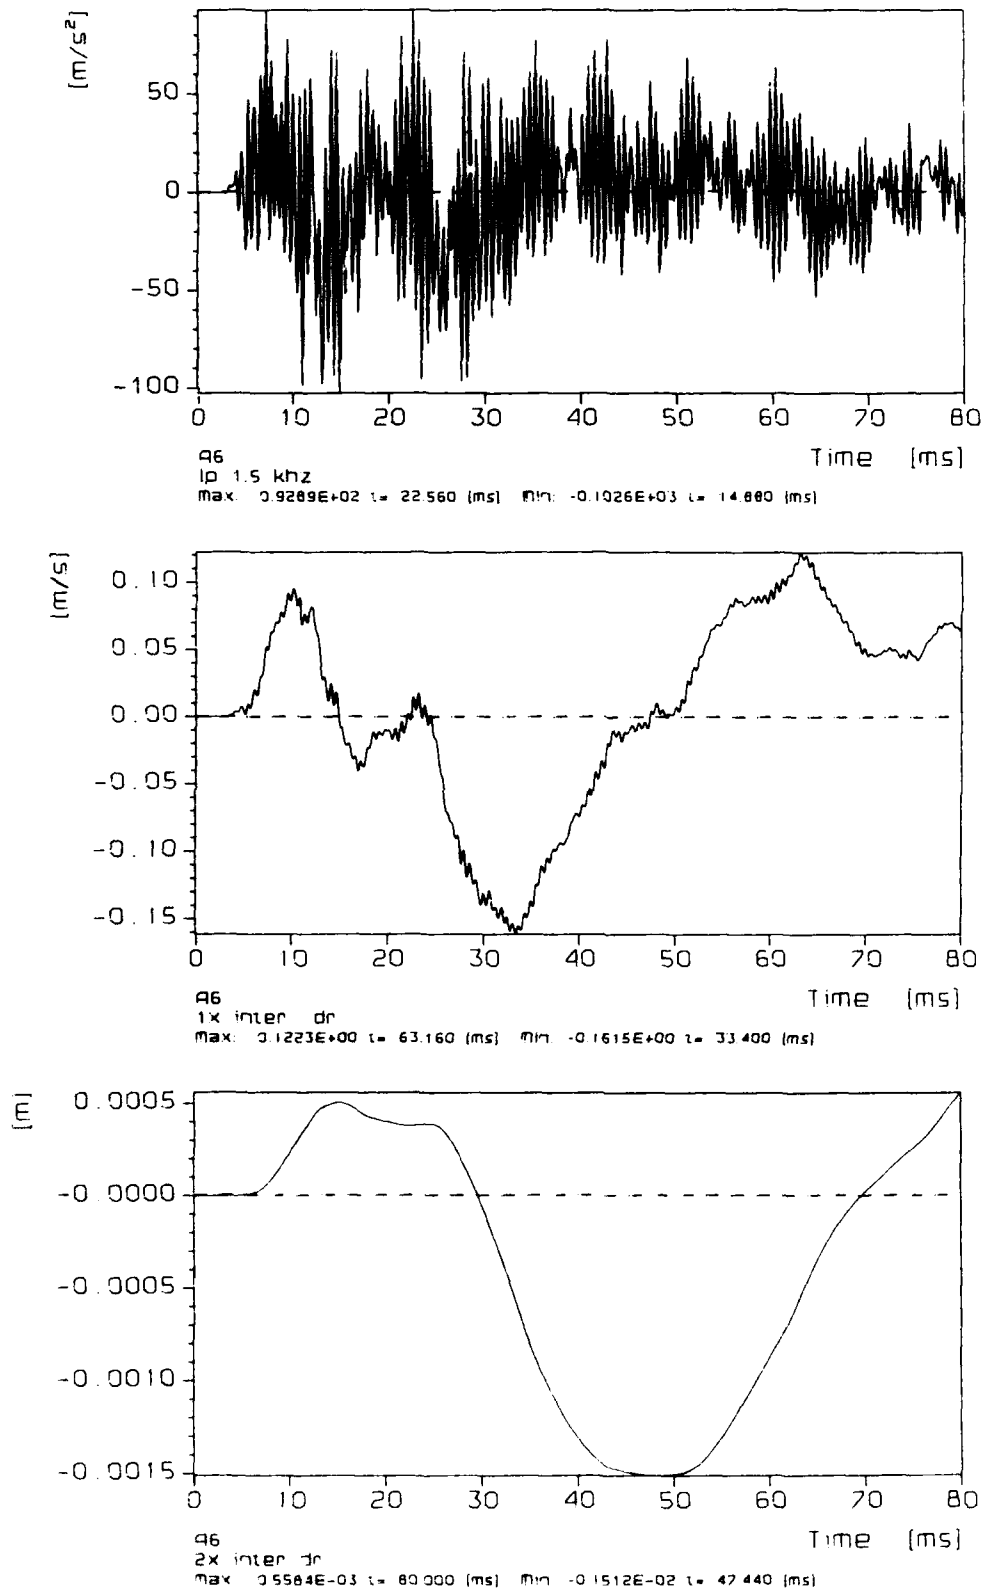 [m/s²]
50
0
-50
-100
0 10 20 30 40 50 60 70 80
Time [ms]
A6
lp 1.5 khz
max: 0.9289E+02 t= 22.560 [ms] min: -0.1026E+03 t= 14.880 [ms]
[m/s]
0.10
0.05
0.00
-0.05
-0.10
-0.15
0 10 20 30 40 50 60 70 80
Time [ms]
A6
1x inter dr
max: 0.1223E+00 t= 63.160 [ms] min: -0.1615E+00 t= 33.400 [ms]
[m]
0.0005
-0.0000
-0.0005
-0.0010
-0.0015
0 10 20 30 40 50 60 70 80
Time [ms]
A6
2x inter dr
max 0.5584E-03 t= 80.000 [ms] min -0.1512E-02 t= 47.440 [ms]